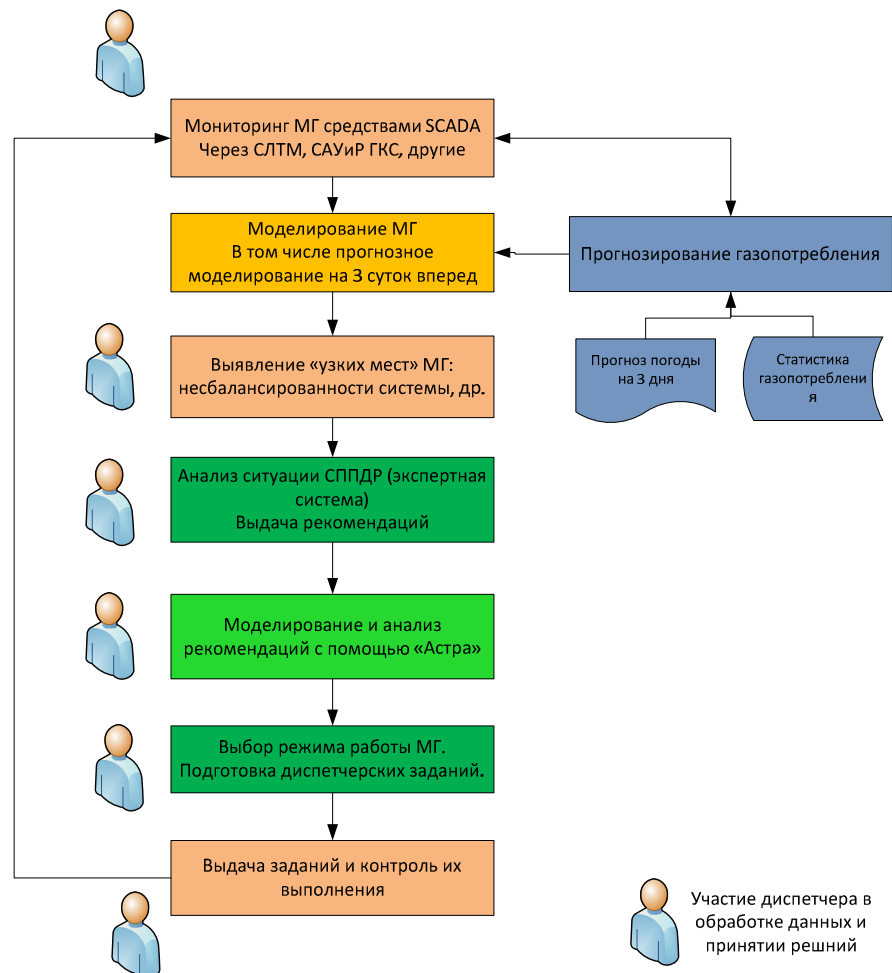 Мониторинг МГ средствами SCADA
Через СЛТМ, САУиР ГКС, другие
Моделирование МГ
В том числе прогнозное
моделирование на 3 суток вперед
Прогнозирование газопотребления
Прогноз погоды
на 3 дня
Статистика
газопотреблени
я
Выявление «узких мест» МГ:
несбалансированности системы, др.
Анализ ситуации СППДР (экспертная
система)
Выдача рекомендаций
Моделирование и анализ
рекомендаций с помощью «Астра»
Выбор режима работы МГ.
Подготовка диспетчерских заданий.
Выдача заданий и контроль их
выполнения
Участие диспетчера в
обработке данных и
принятии решний